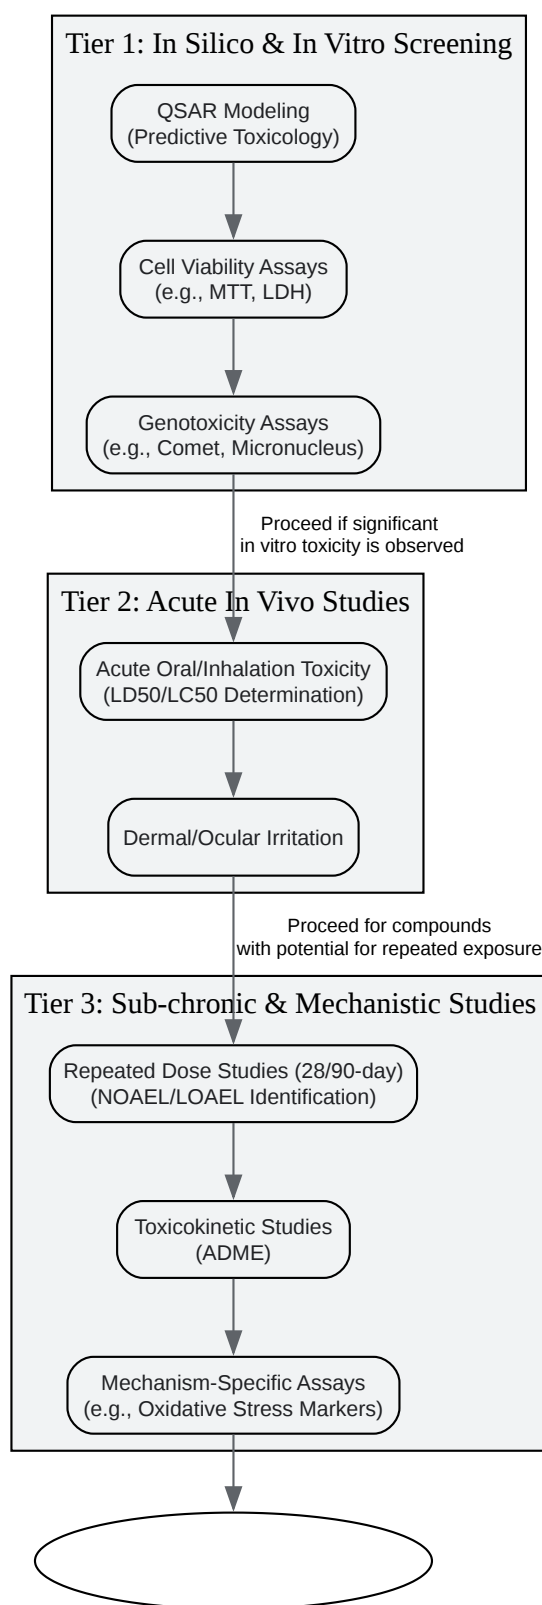 Tier 1: In Silico & In Vitro Screening
QSAR Modeling
(Predictive Toxicology)
Cell Viability Assays
(e.g., MTT, LDH)
Genotoxicity Assays
(e.g., Comet, Micronucleus)
Proceed if significant
in vitro toxicity is observed
Tier 2: Acute In Vivo Studies
Acute Oral/Inhalation Toxicity
(LD50/LC50 Determination)
Dermal/Ocular Irritation
Proceed for compounds
with potential for repeated exposure
Tier 3: Sub-chronic & Mechanistic Studies
Repeated Dose Studies (28/90-day)
(NOAEL/LOAEL Identification)
Toxicokinetic Studies
(ADME)
Mechanism-Specific Assays
(e.g., Oxidative Stress Markers)